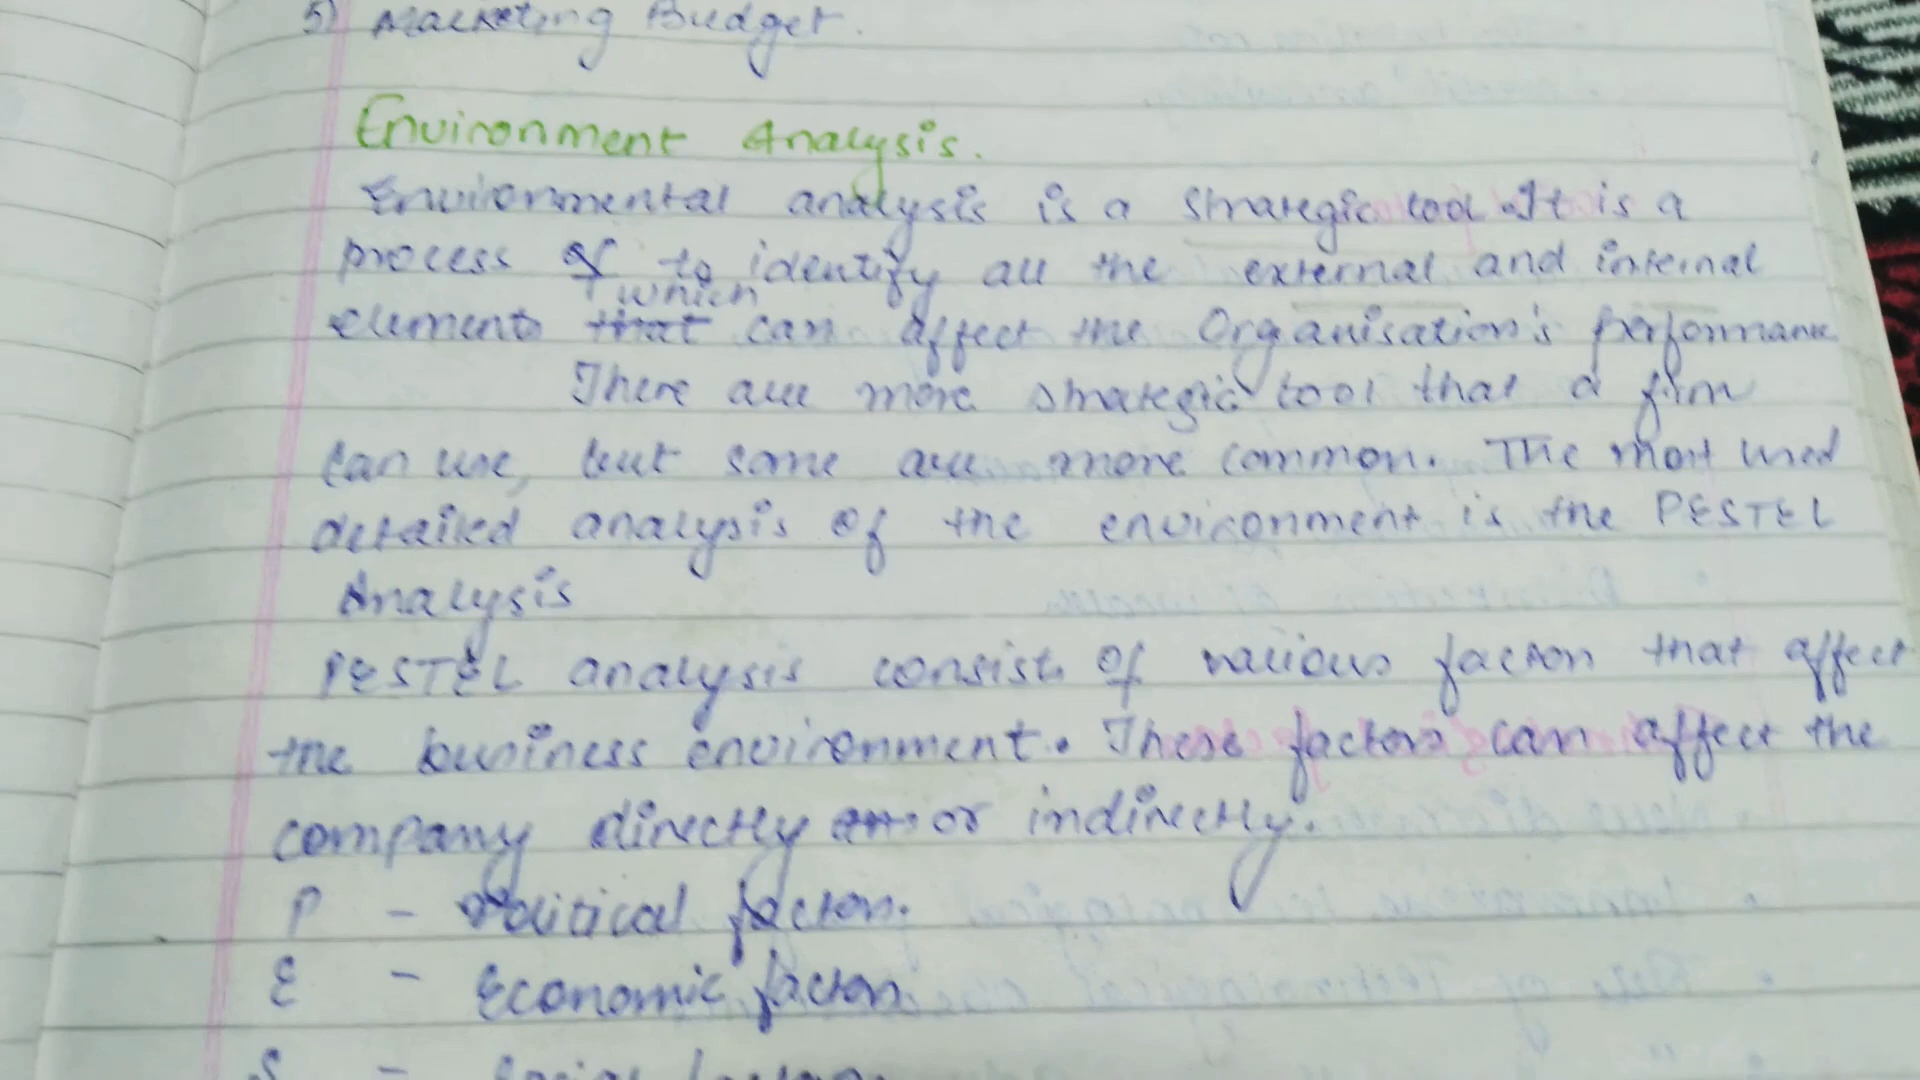 5) Marketing Budget.
Environment Analysis.
Environmental analysis is a strategic tool. It is a
process of to identify all the external and internal
elements that which can affect the Organisation's performance
There are more strategic tool that a firm
can use, but some are more common. The most used
detailed analysis of the environment is the PESTEL
Analysis
PESTEL analysis consist of various factors that affect
the business environment. These factors can affect the
company directly or indirectly.
P - Political factors.
E - Economic factors.
S - Social factors.